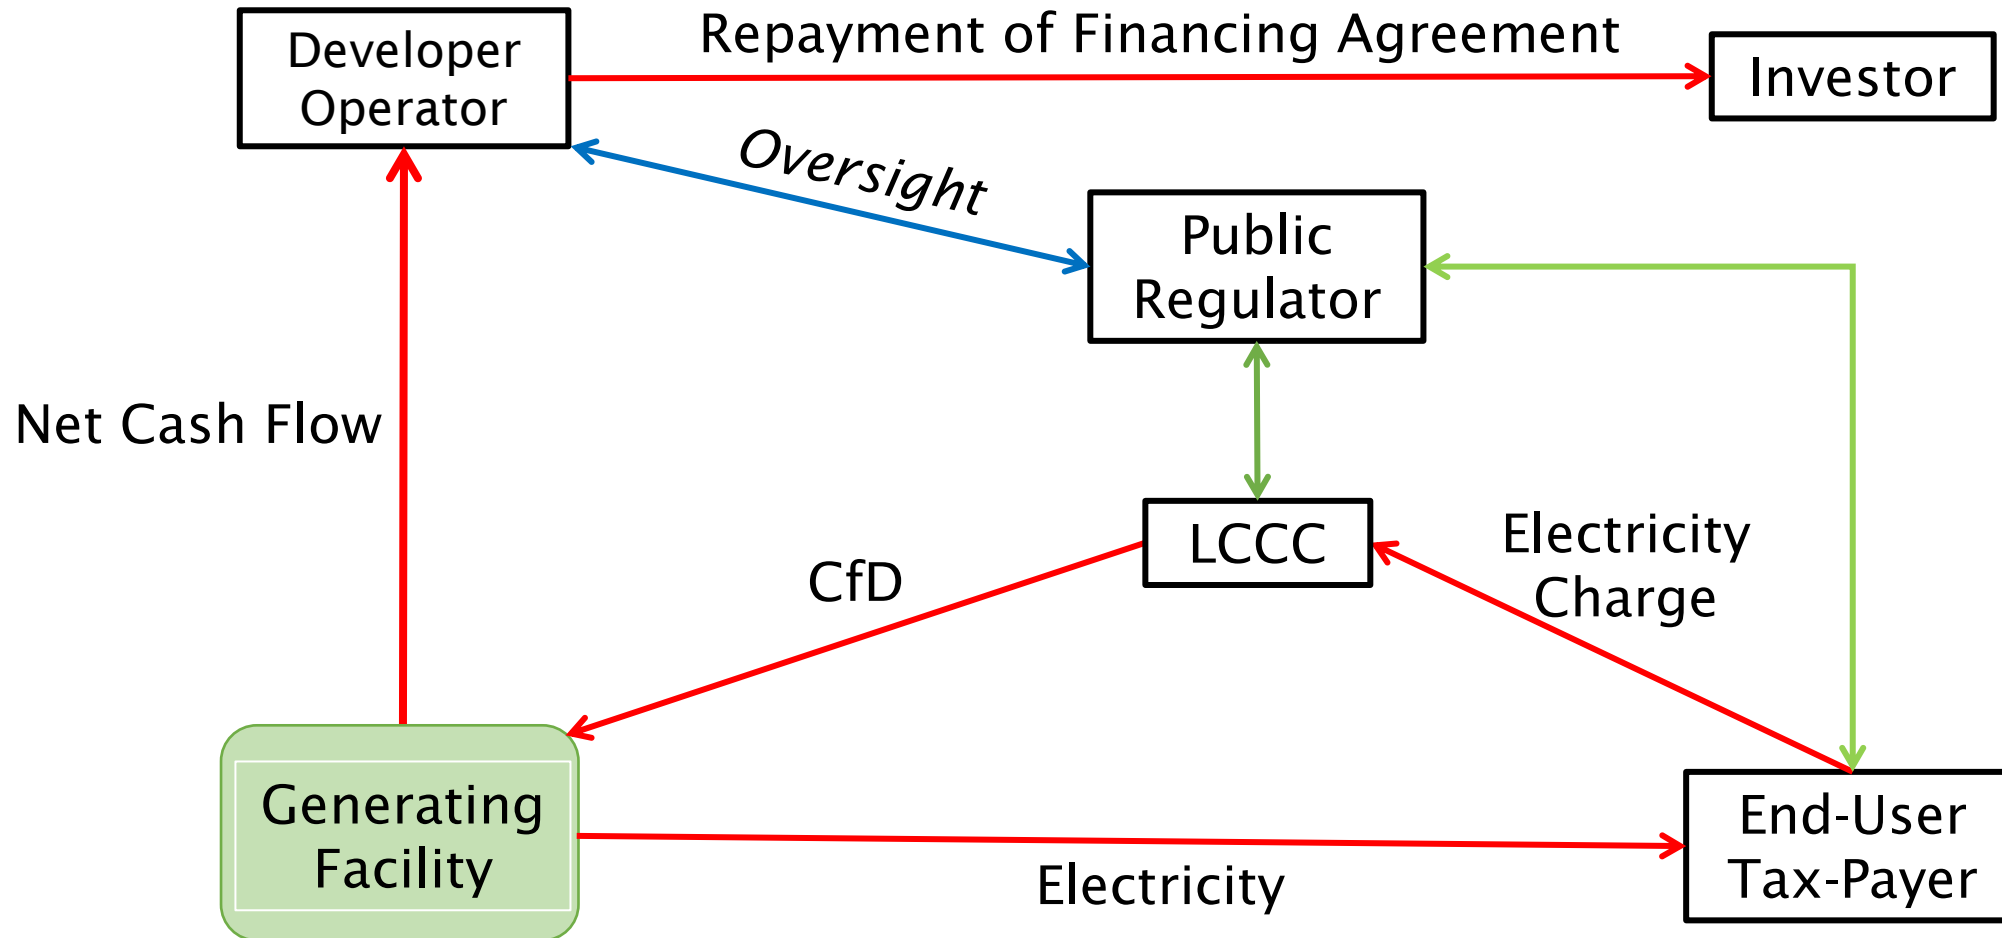 Developer
Operator
Repayment of Financing Agreement
Investor
Oversight
Public
Regulator
Net Cash Flow
LCCC
Electricity
Charge
CfD
Generating
Facility
Electricity
End-User
Tax-Payer